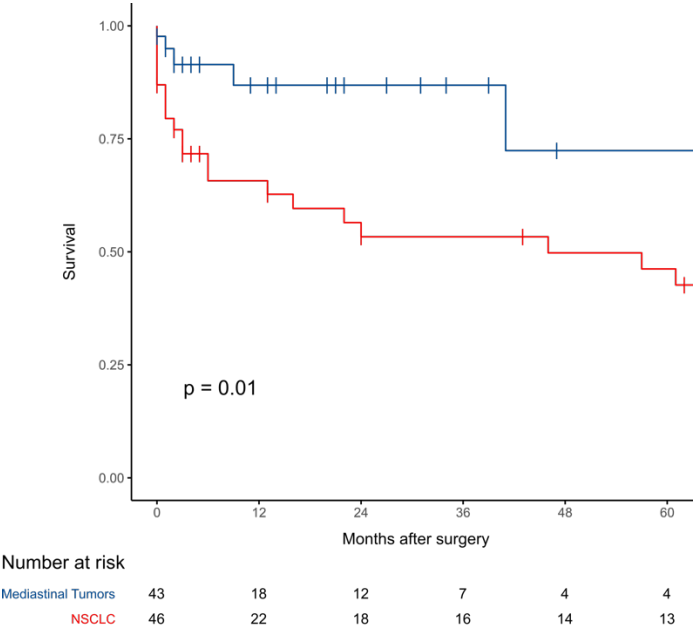 1.00
0.75
0.50
0.25
0.00
Survival
p = 0.01
0 12 24 36 48 60
Months after surgery
Number at risk
Mediastinal Tumors 43 18 12 7 4 4
NSCLC 46 22 18 16 14 13